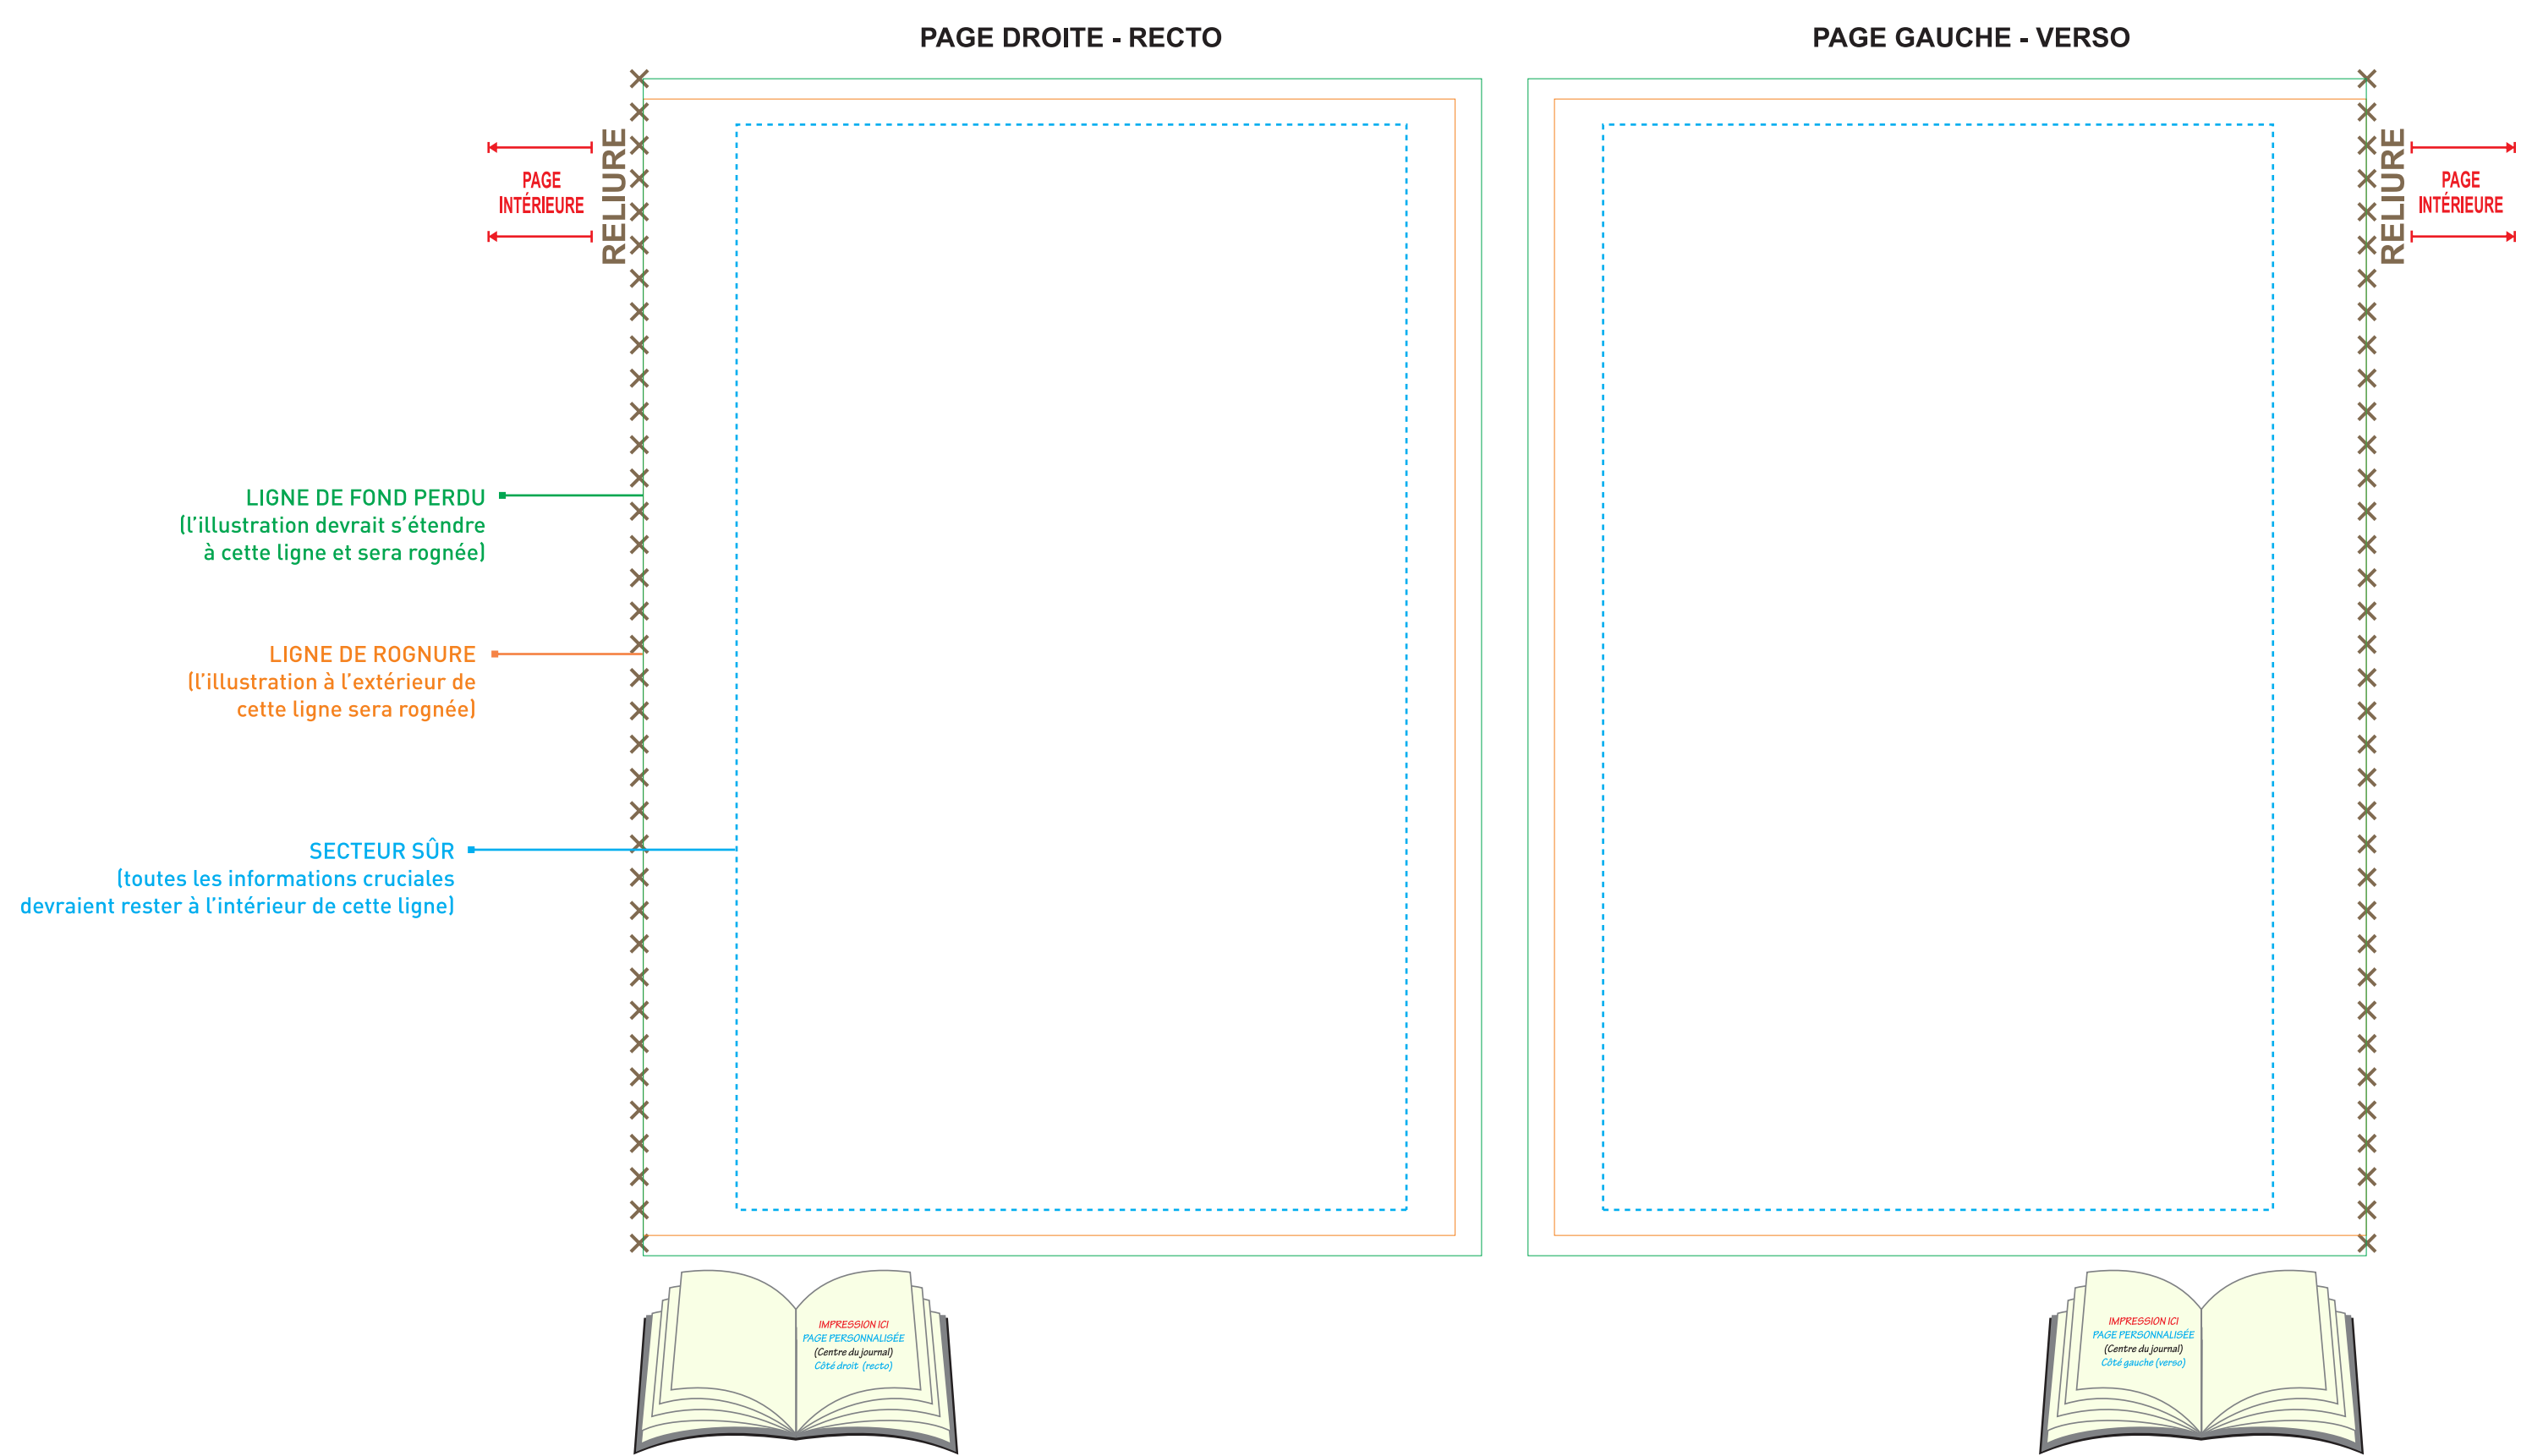 PAGE DROITE - RECTO
PAGE GAUCHE - VERSO
RELIURE
PAGE
INTÉRIEURE
RELIURE
PAGE
INTÉRIEURE
LIGNE DE FOND PERDU
(l’illustration devrait s’étendre
à cette ligne et sera rognée)
LIGNE DE ROGNURE
(l’illustration à l’extérieur de
cette ligne sera rognée)
SECTEUR SÛR
(toutes les informations cruciales
devraient rester à l’intérieur de cette ligne)
IMPRESSION ICI
PAGE PERSONNALISÉE
(Centre du journal)
Côté droit (recto)
IMPRESSION ICI
PAGE PERSONNALISÉE
(Centre du journal)
Côté gauche (verso)